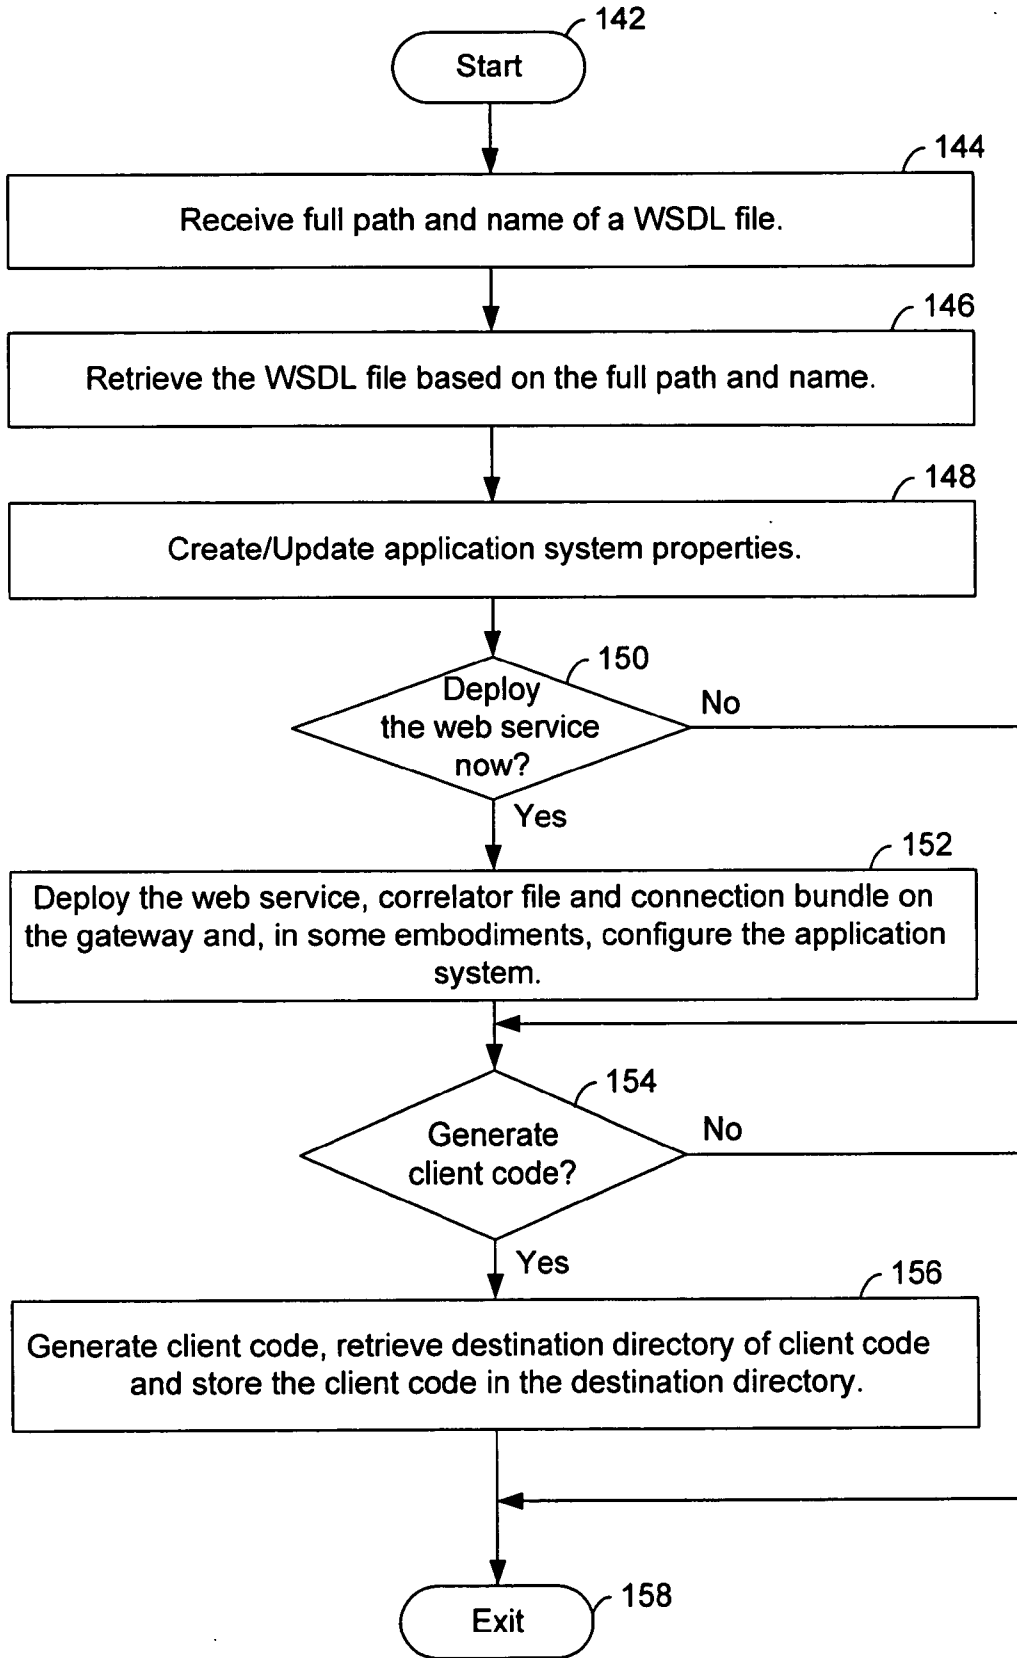 142
Start
144
Receive full path and name of a WSDL file.
146
Retrieve the WSDL file based on the full path and name.
148
Create/Update application system properties.
150
Deploy
the web service
now?
No
Yes
152
Deploy the web service, correlator file and connection bundle on
the gateway and, in some embodiments, configure the application
system.
154
Generate
client code?
No
Yes
156
Generate client code, retrieve destination directory of client code
and store the client code in the destination directory.
158
Exit